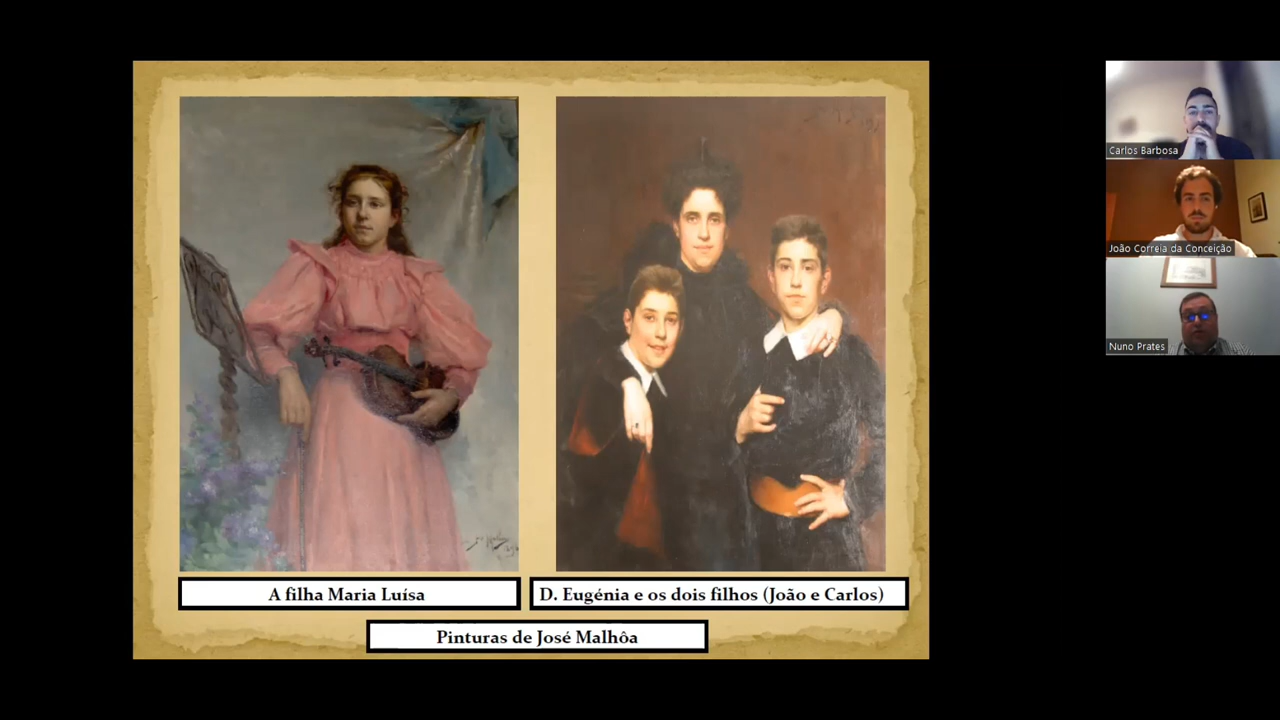 A filha Maria Luísa
D. Eugénia e os dois filhos (João e Carlos)
Pinturas de José Malhôa
Carlos Barbosa
João Correia da Conceição
Nuno Prates